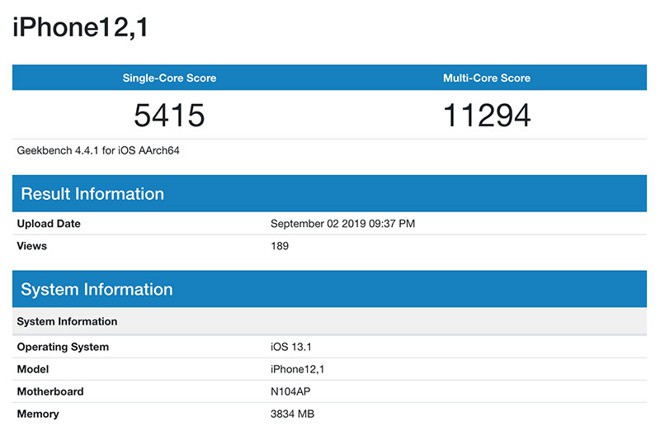 iPhone12,1
Single-Core Score Multi-Core Score
5415 11294
Geekbench 4.4.1 for iOS AArch64
Result Information
Upload Date September 02 2019 09:37 PM
Views 189
System Information
System Information
Operating System iOS 13.1
Model iPhone12,1
Motherboard N104AP
Memory 3834 MB